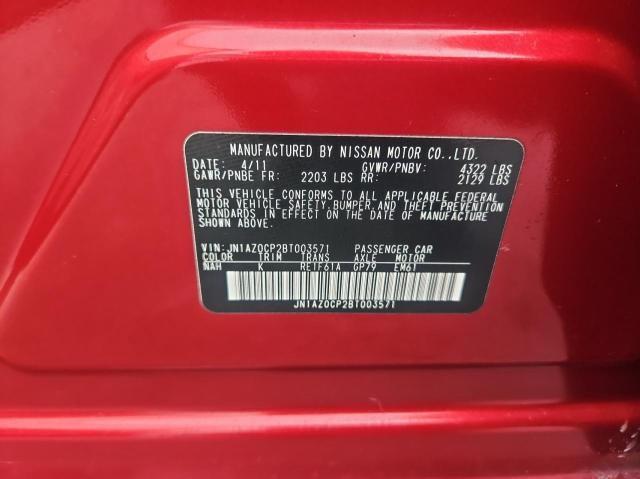 MANUFACTURED BY NISSAN MOTOR CO.,LTD.
DATE: 4/11 GVWR/PNBV: 4322 LBS
GAWR/PNBE FR: 2203 LBS RR: 2129 LBS
THIS VEHICLE CONFORMS TO ALL APPLICABLE FEDERAL
MOTOR VEHICLE SAFETY,BUMPER,AND THEFT PREVENTION
STANDARDS IN EFFECT ON THE DATE OF MANUFACTURE
SHOWN ABOVE.
VIN: JN1AZ0CP2BT003571 PASSENGER CAR
COLOR TRIM TRANS AXLE MOTOR
NAH K RE1F61A GP79 EM61
JN1AZ0CP2BT003571